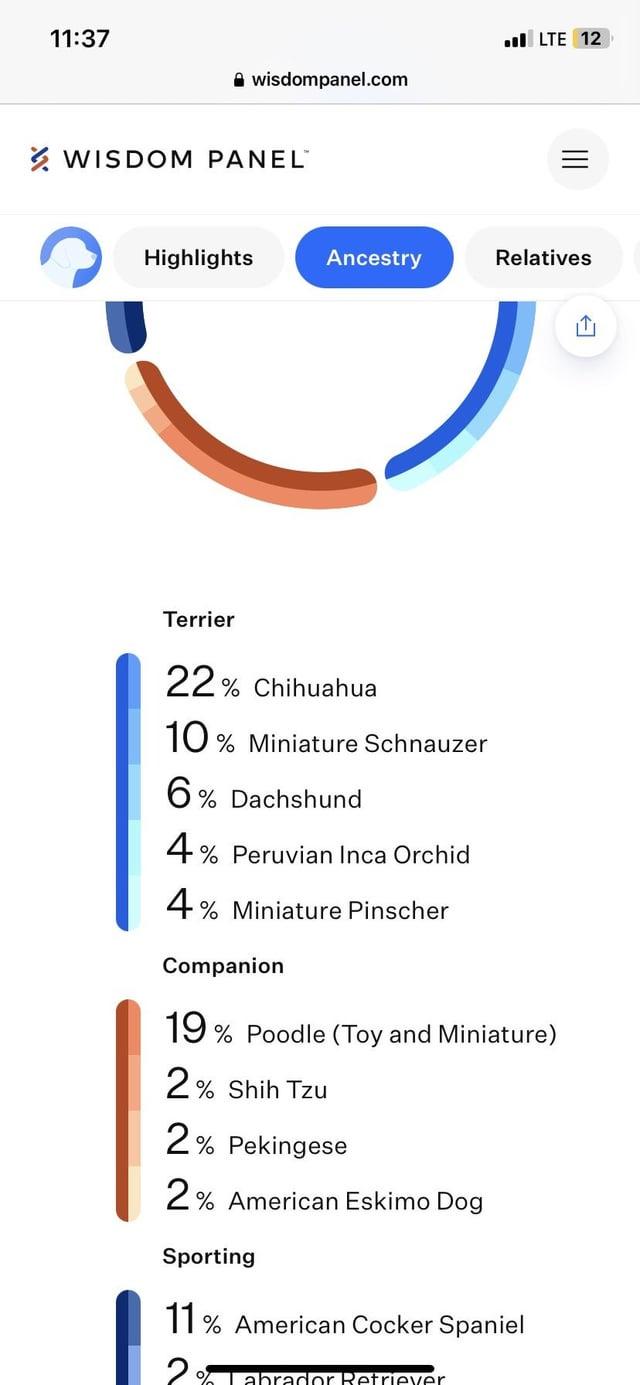 11:37 LTE 12
wisdompanel.com
WISDOM PANEL™
Highlights Ancestry Relatives
Terrier
22 % Chihuahua
10 % Miniature Schnauzer
6 % Dachshund
4 % Peruvian Inca Orchid
4 % Miniature Pinscher
Companion
19 % Poodle (Toy and Miniature)
2 % Shih Tzu
2 % Pekingese
2 % American Eskimo Dog
Sporting
11 % American Cocker Spaniel
2 % Labrador Retriever